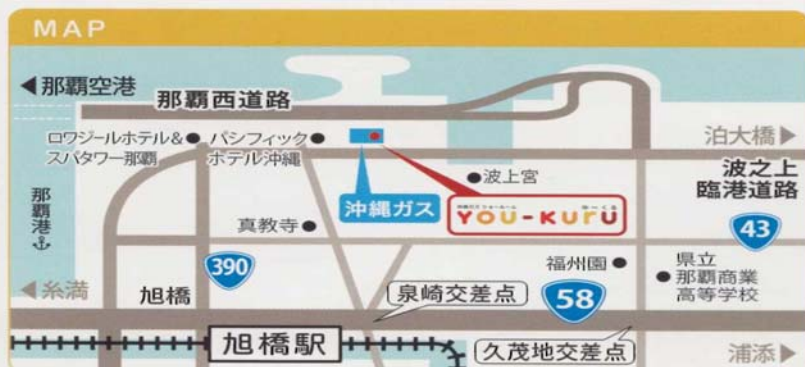 MAP
◀那覇空港
那覇西道路
ロワジールホテル&
スパタワー那覇
パシフィック
ホテル沖縄
泊大橋▶
波之上
臨港道路
波上宮
沖縄ガス
YOU-KURU
那覇港
真教寺
43
390
福州園
県立
那覇商業
高等学校
◀糸満
旭橋
泉崎交差点
58
旭橋駅
久茂地交差点
浦添▶